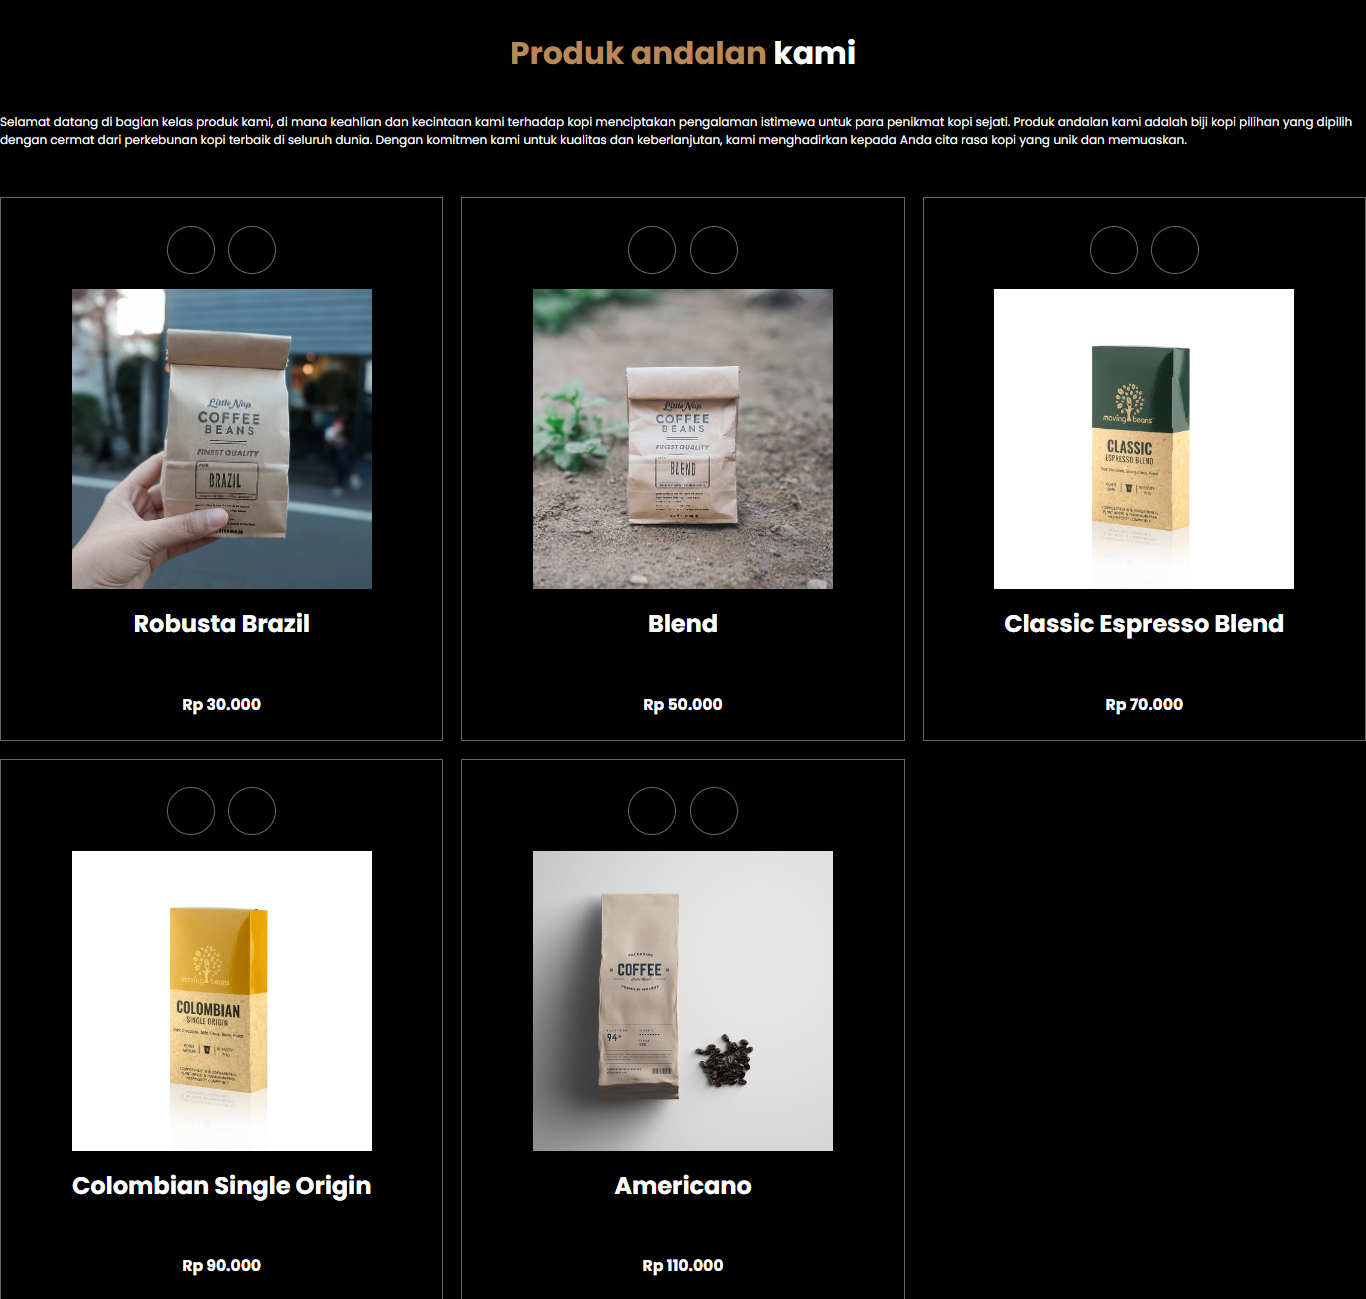 Produk andalan kami
Selamat datang di bagian kelas produk kami, di mana keahlian dan kecintaan kami terhadap kopi menciptakan pengalaman istimewa untuk para penikmat kopi sejati. Produk andalan kami adalah biji kopi pilihan yang dipilih
dengan cermat dari perkebunan kopi terbaik di seluruh dunia. Dengan komitmen kami untuk kualitas dan keberlanjutan, kami menghadirkan kepada Anda cita rasa kopi yang unik dan memuaskan.
Little Nap
COFFEE
BEANS
FINEST QUALITY
BRAZIL
Robusta Brazil
Rp 30.000
Little Nap
COFFEE
BEANS
FINEST QUALITY
BLEND
Blend
Rp 50.000
moving beans
CLASSIC
ESPRESSO BLEND
Classic Espresso Blend
Rp 70.000
moving beans
COLOMBIAN
SINGLE ORIGIN
Colombian Single Origin
Rp 90.000
PACKAGING
COFFEE
94
Americano
Rp 110.000